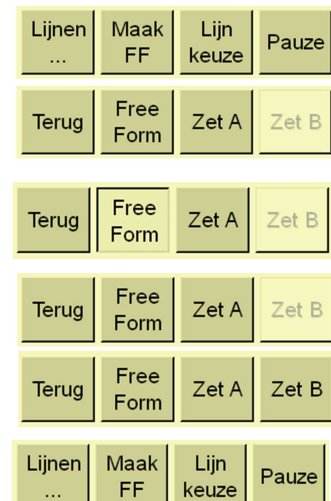 Lijnen ... Maak FF Lijn keuze Pauze
Terug Free Form Zet A Zet B
Terug Free Form Zet A Zet B
Terug Free Form Zet A Zet B
Terug Free Form Zet A Zet B
Lijnen ... Maak FF Lijn keuze Pauze